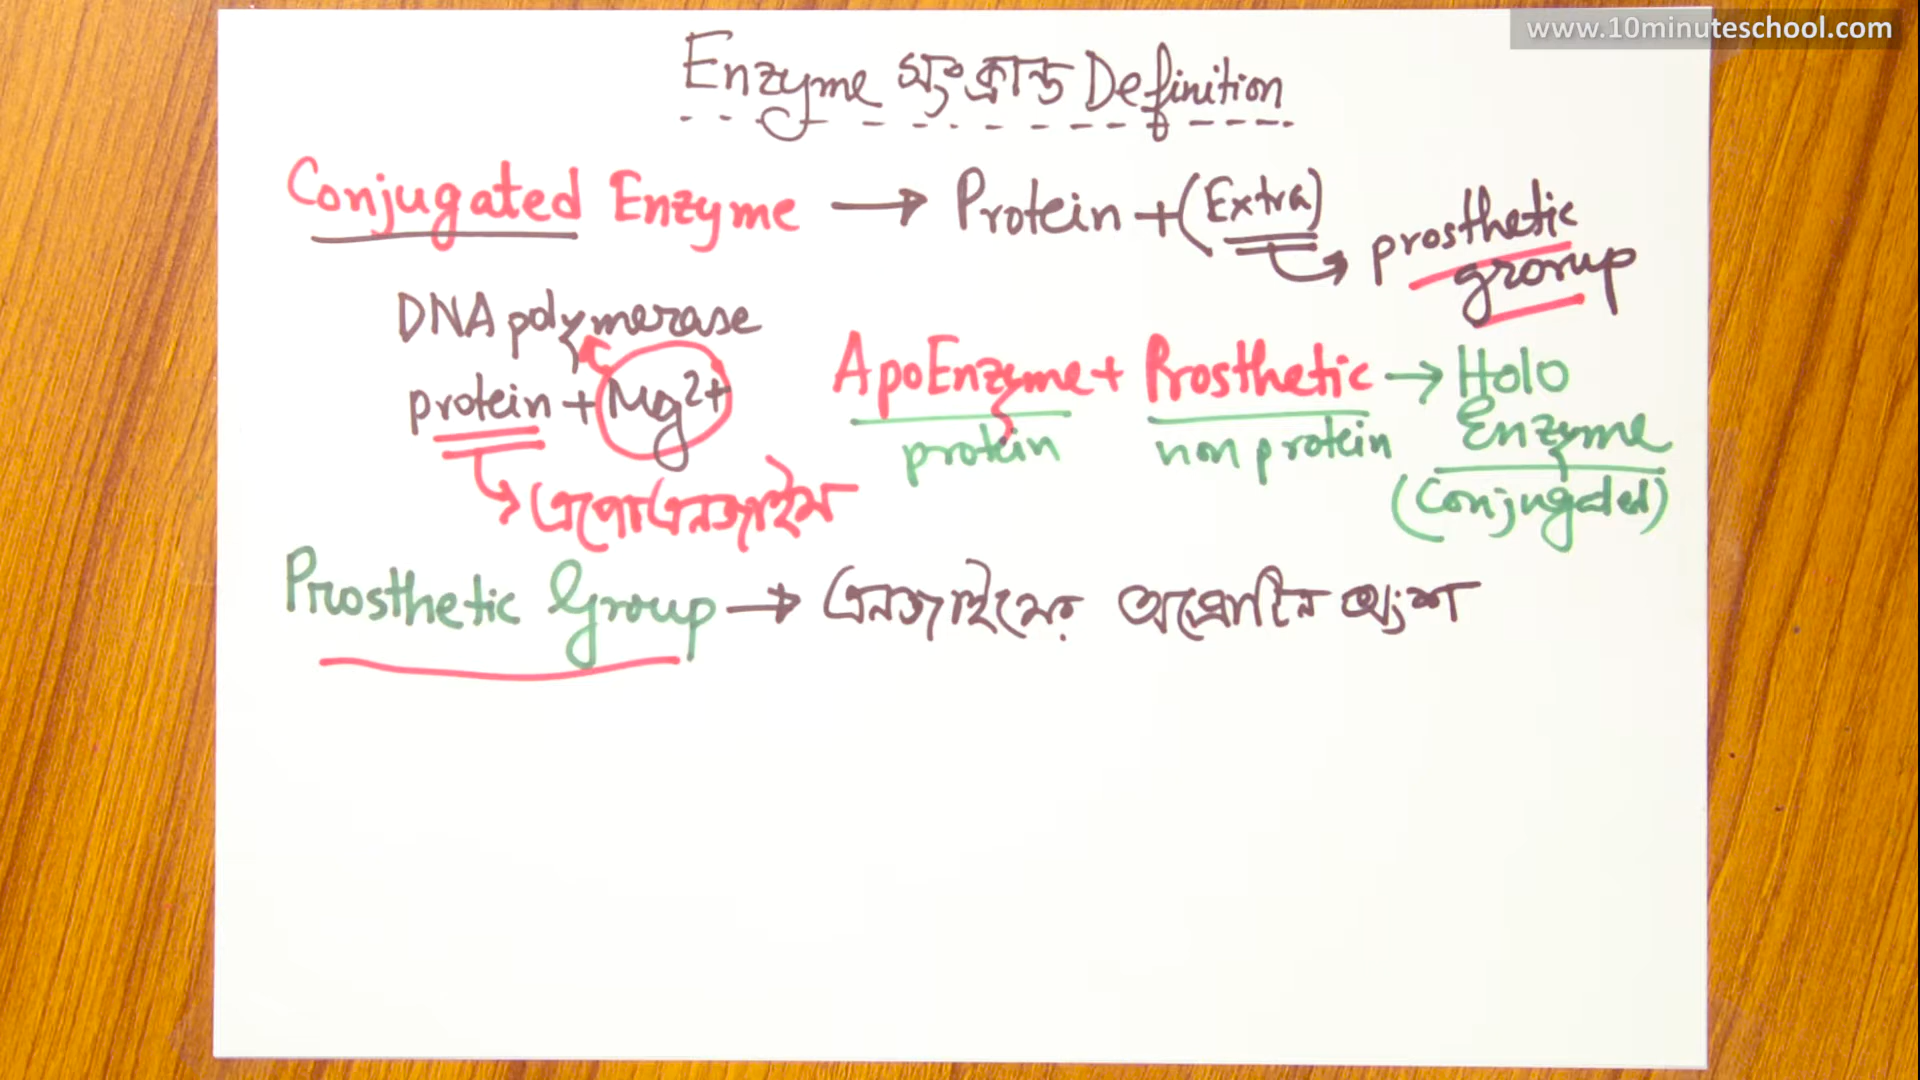 www.10minuteschool.com
Enzyme সংক্রান্ত Definition
Conjugated Enzyme → Protein + (Extra)
prosthetic
group
DNA polymerase
protein + Mg2+
এপোএনজাইম
ApoEnzyme + Prosthetic → Holo
Enzyme
protein non protein
(Conjugated)
Prosthetic Group → এনজাইমের অপ্রোটিন অংশ